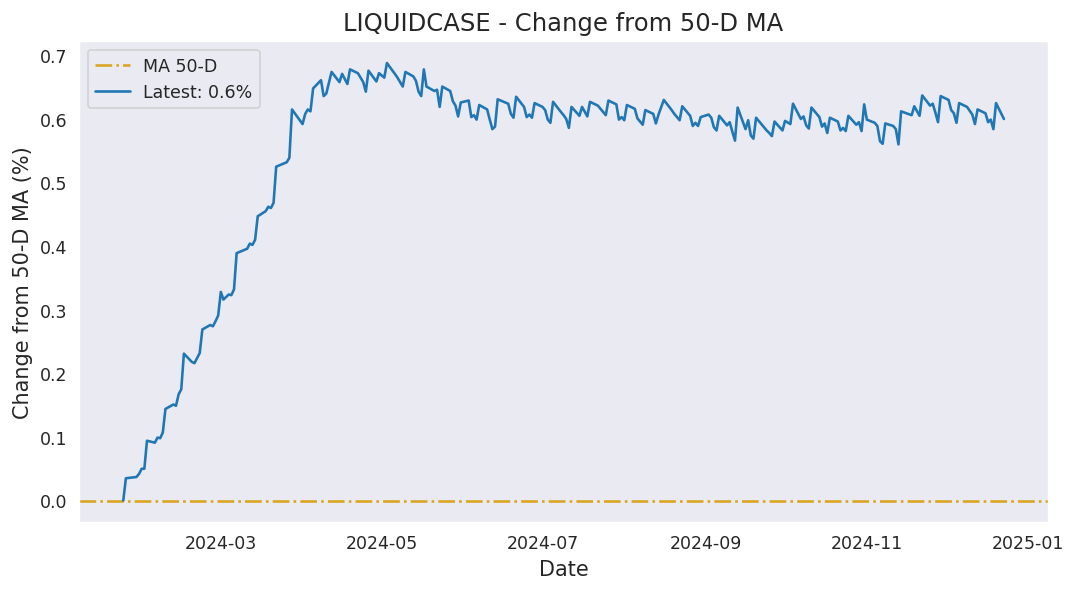 LIQUIDCASE - Change from 50-D MA
MA 50-D
Latest: 0.6%
Change from 50-D MA (%)
0.7
0.6
0.5
0.4
0.3
0.2
0.1
0.0
2024-03 2024-05 2024-07 2024-09 2024-11 2025-01
Date